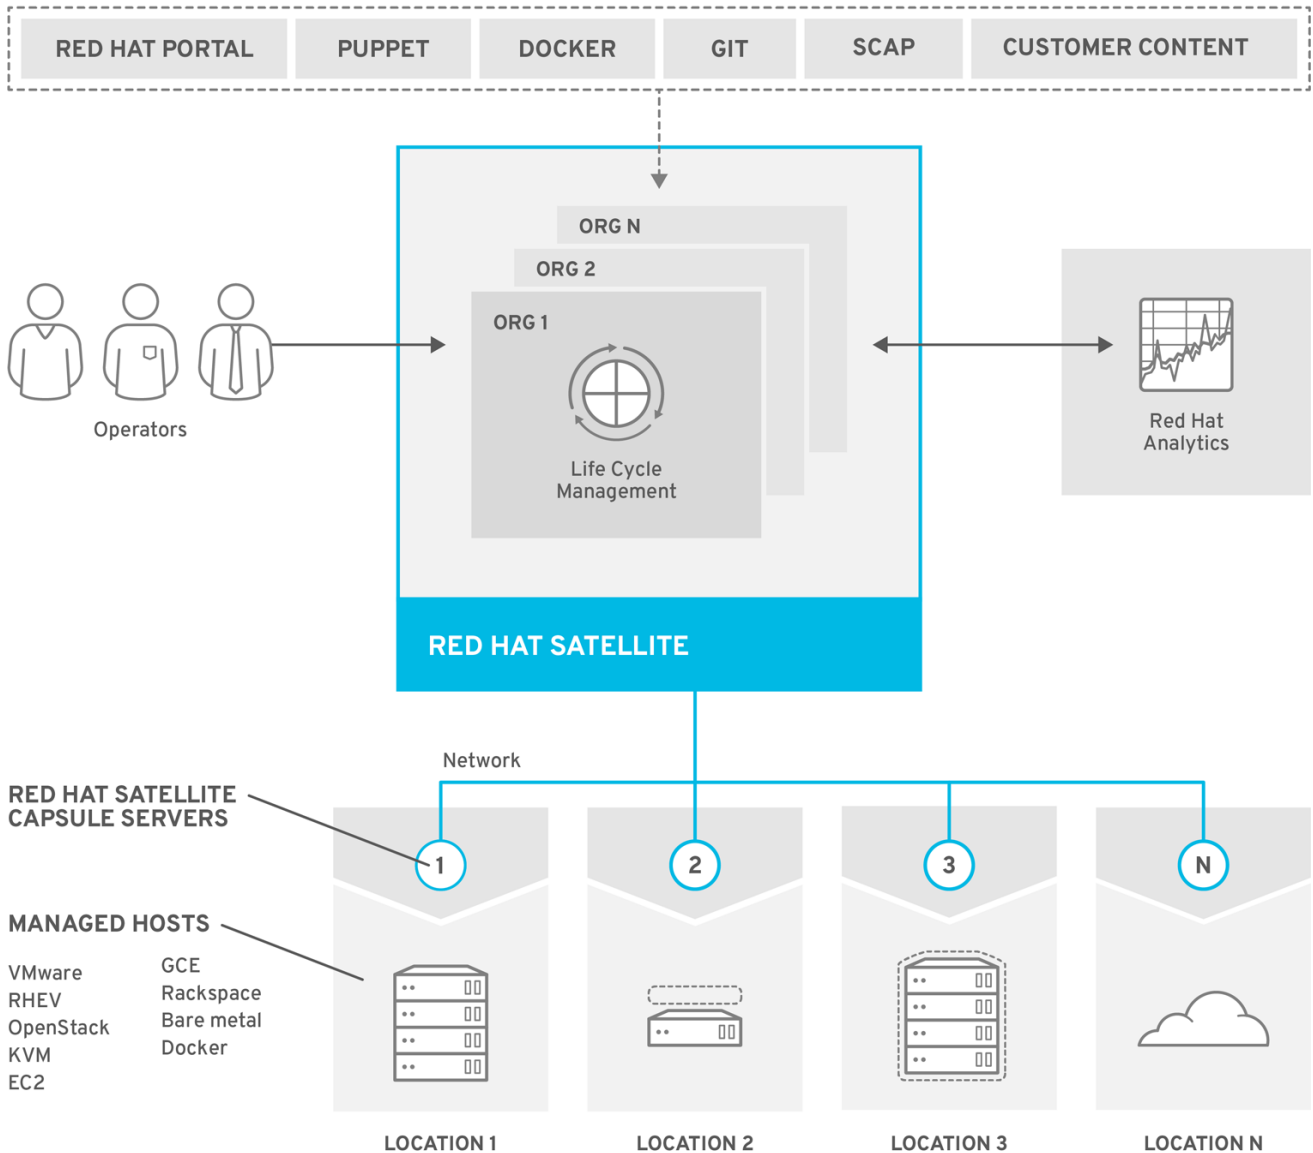 RED HAT PORTAL
PUPPET
DOCKER
GIT
SCAP
CUSTOMER CONTENT
ORG N
ORG 2
ORG 1
Life Cycle
Management
Operators
Red Hat
Analytics
RED HAT SATELLITE
Network
RED HAT SATELLITE
CAPSULE SERVERS
1
2
3
N
MANAGED HOSTS
VMware
RHEV
OpenStack
KVM
EC2
GCE
Rackspace
Bare metal
Docker
LOCATION 1
LOCATION 2
LOCATION 3
LOCATION N